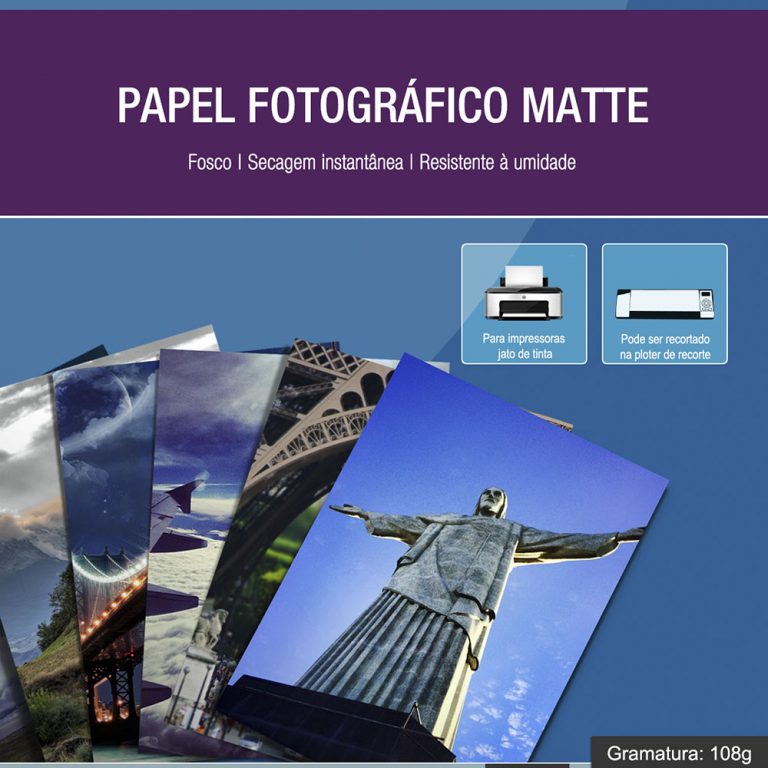 PAPEL FOTOGRÁFICO MATTE
Fosco | Secagem instantânea | Resistente à umidade
Para impressoras
jato de tinta
Pode ser recortado
na ploter de recorte
Gramatura: 108g